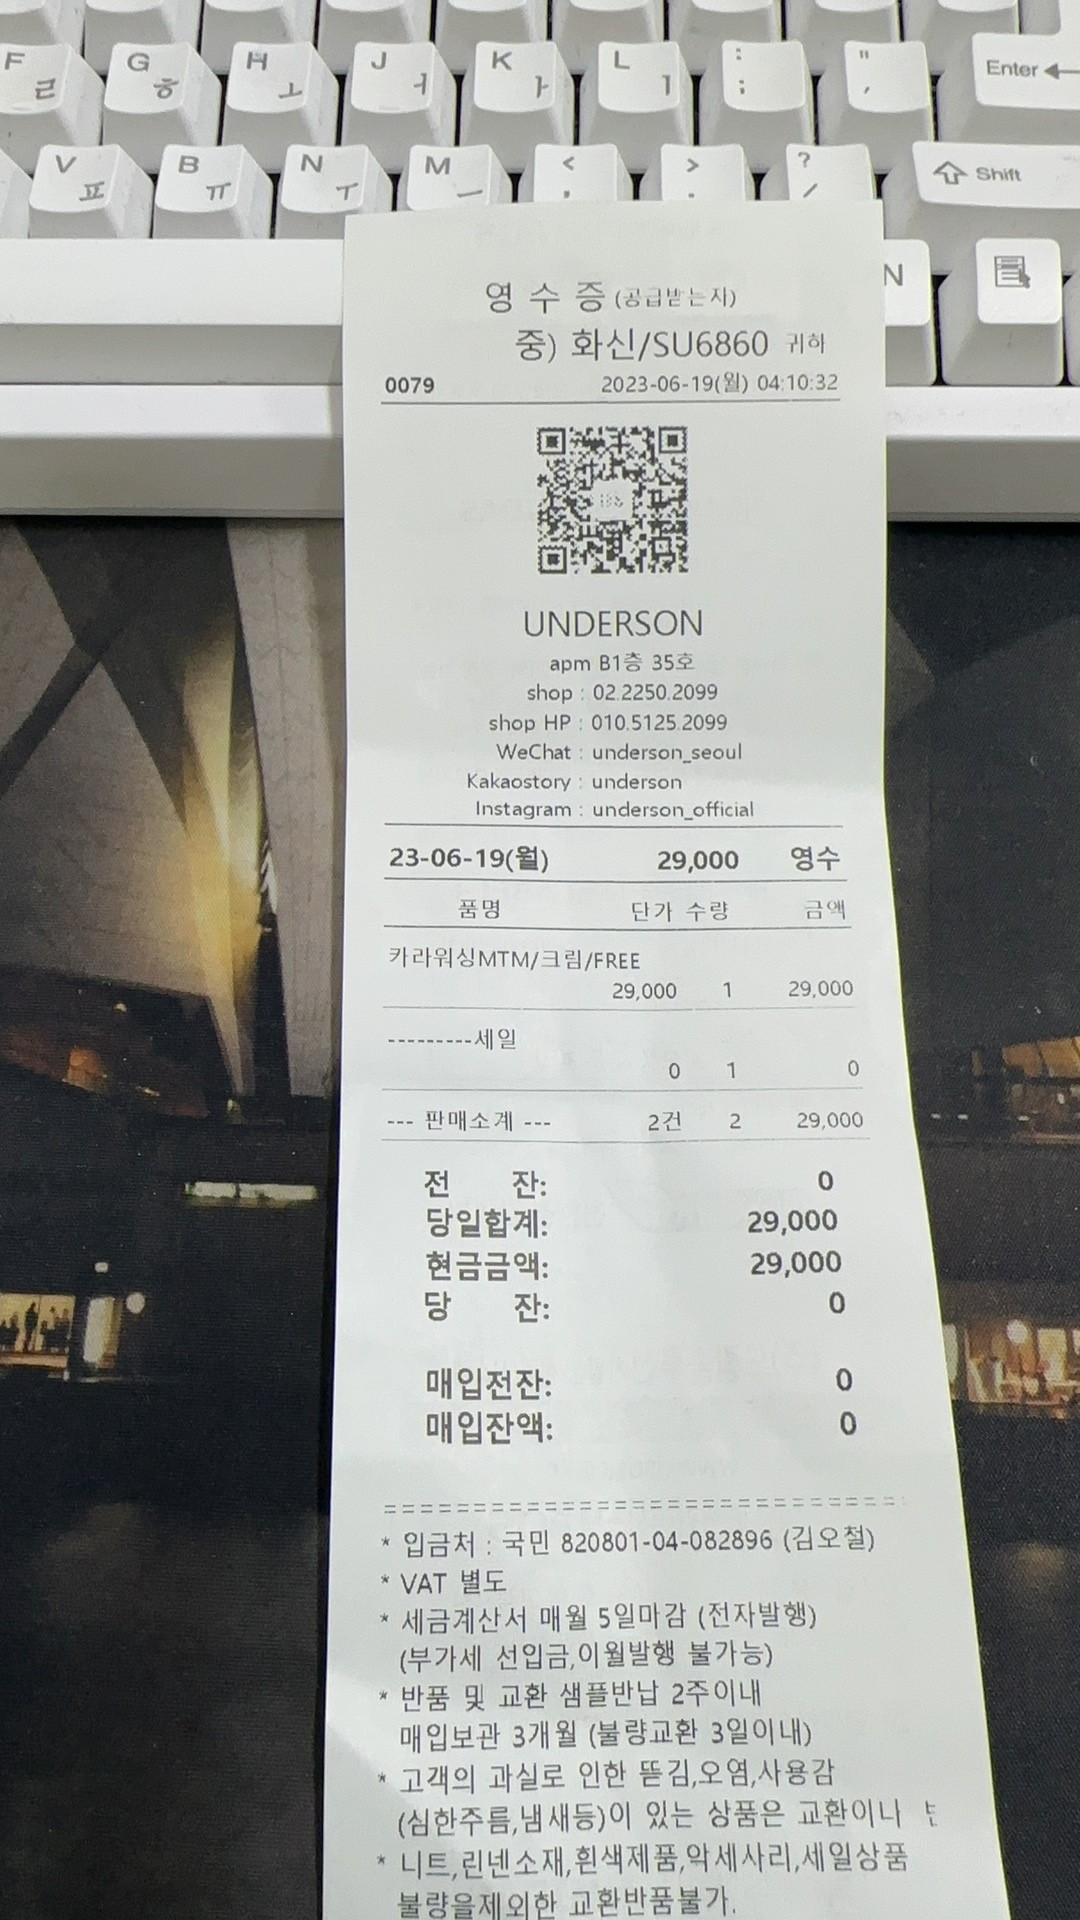 F ㄹ G ㅎ H ㅗ J ㅓ K ㅏ L ㅣ : ; " ' Enter
V ㅍ B ㅠ N ㅜ M ㅡ < , > . ? / Shift
N
영 수 증 (공급받는자)
중) 화신/SU6860 귀하
0079 2023-06-19(월) 04:10:32
UNDERSON
apm B1층 35호
shop : 02.2250.2099
shop HP : 010.5125.2099
WeChat : underson_seoul
Kakaostory : underson
Instagram : underson_official
23-06-19(월) 29,000 영수
품명 단가 수량 금액
카라워싱MTM/크림/FREE
29,000 1 29,000
---------세일
0 1 0
--- 판매소계 --- 2건 2 29,000
전 잔: 0
당일합계: 29,000
현금금액: 29,000
당 잔: 0
매입전잔: 0
매입잔액: 0
==============================
* 입금처 : 국민 820801-04-082896 (김오철)
* VAT 별도
* 세금계산서 매월 5일마감 (전자발행)
(부가세 선입금,이월발행 불가능)
* 반품 및 교환 샘플반납 2주이내
매입보관 3개월 (불량교환 3일이내)
* 고객의 과실로 인한 뜯김,오염,사용감
(심한주름,냄새등)이 있는 상품은 교환이나
* 니트,린넨소재,흰색제품,악세사리,세일상품
불량을제외한 교환반품불가.